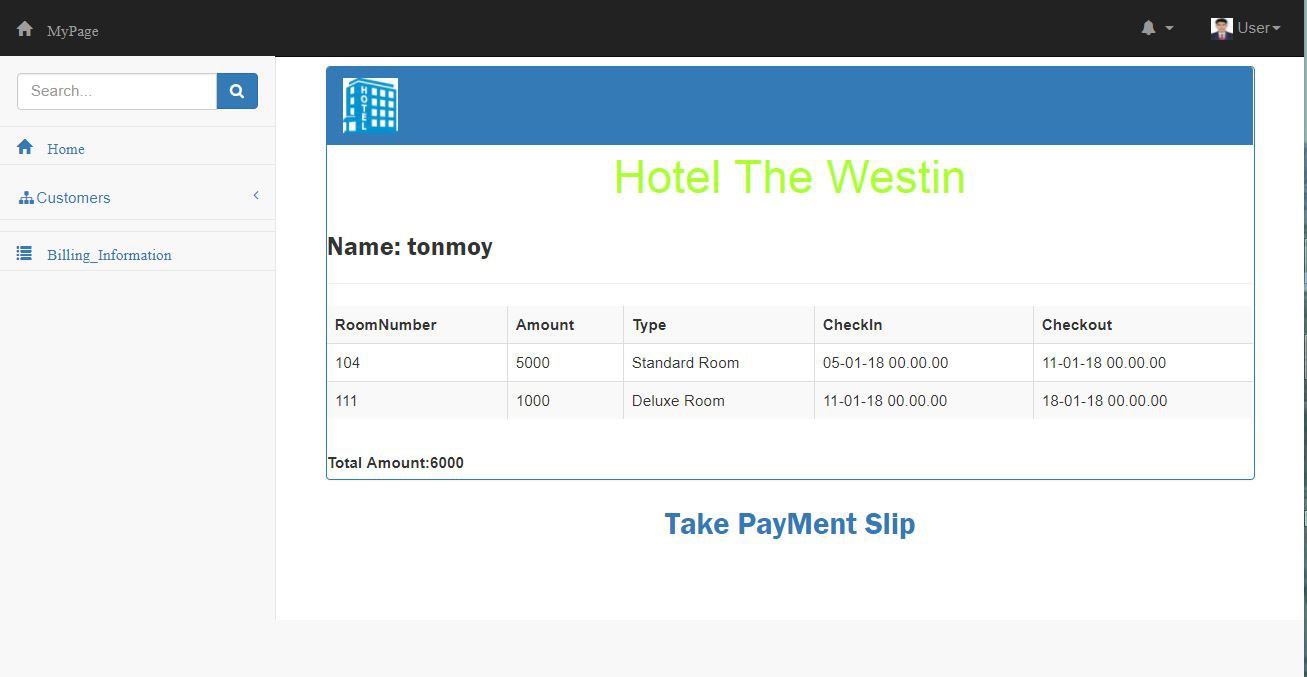 MyPage
User
Search...
Home
Customers
Billing_Information
HOTEL
Hotel The Westin
Name: tonmoy
RoomNumber Amount Type CheckIn Checkout
104 5000 Standard Room 05-01-18 00.00.00 11-01-18 00.00.00
111 1000 Deluxe Room 11-01-18 00.00.00 18-01-18 00.00.00
Total Amount:6000
Take PayMent Slip